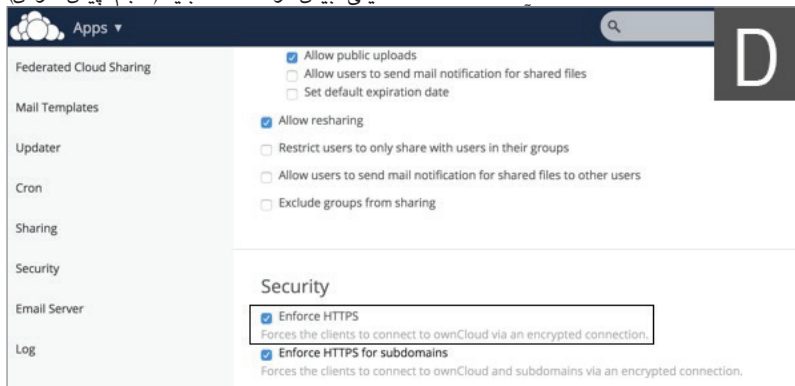 Apps ▾
D
Federated Cloud Sharing
Mail Templates
Updater
Cron
Sharing
Security
Email Server
Log
Allow public uploads
Allow users to send mail notification for shared files
Set default expiration date
Allow resharing
Restrict users to only share with users in their groups
Allow users to send mail notification for shared files to other users
Exclude groups from sharing
Security
Enforce HTTPS
Forces the clients to connect to ownCloud via an encrypted connection.
Enforce HTTPS for subdomains
Forces the clients to connect to ownCloud and subdomains via an encrypted connection.